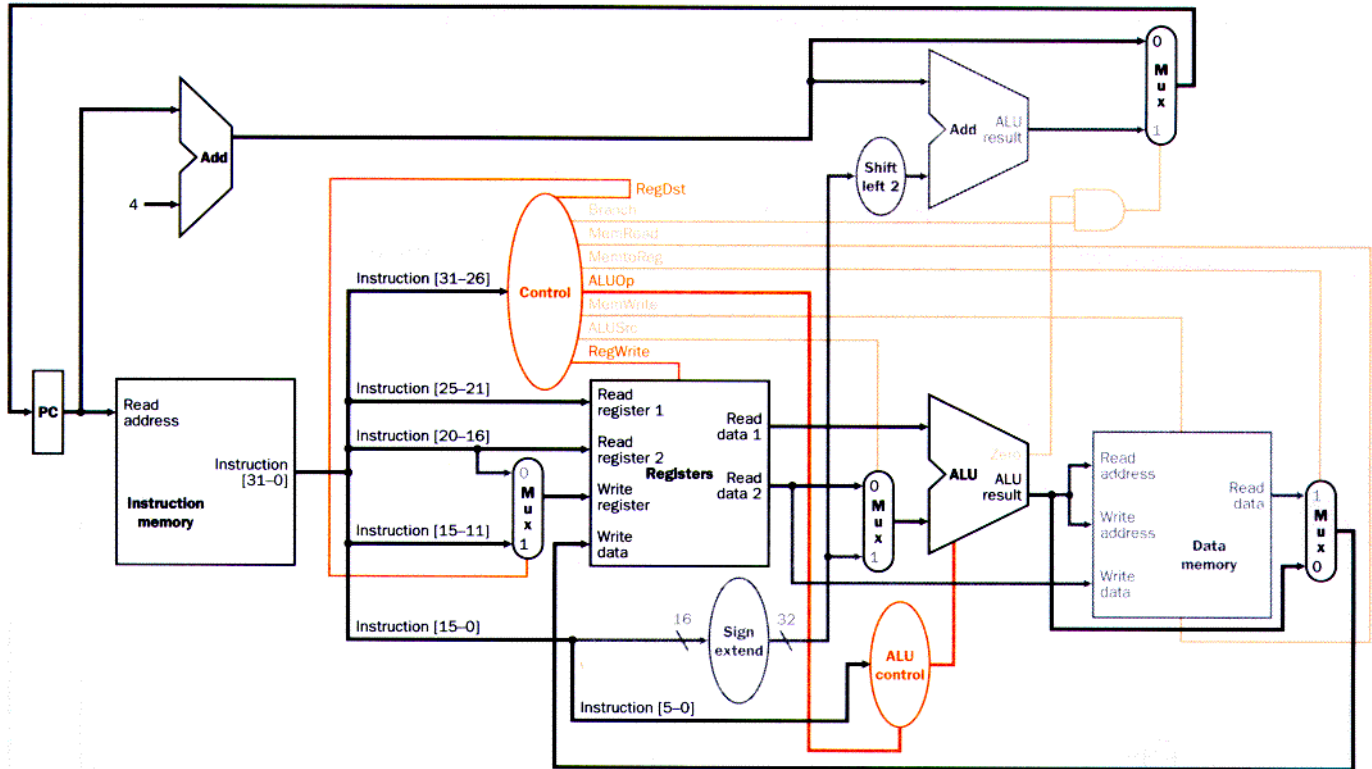 0
M
u
x
1
Add
ALU
result
Add
4
Shift
left 2
RegDst
Branch
MemRead
MemtoReg
Instruction [31–26]
Control
ALUOp
MemWrite
ALUSrc
RegWrite
PC
Read
address
Instruction
[31–0]
Instruction
memory
Instruction [25–21]
Read
register 1
Read
data 1
Instruction [20–16]
Read
register 2
Registers
Read
data 2
Write
register
Write
data
0
M
u
x
1
Instruction [15–11]
0
M
u
x
1
Zero
ALU
ALU
result
Read
address
Read
data
Write
address
Data
memory
Write
data
1
M
u
x
0
Instruction [15–0]
16
Sign
extend
32
ALU
control
Instruction [5–0]